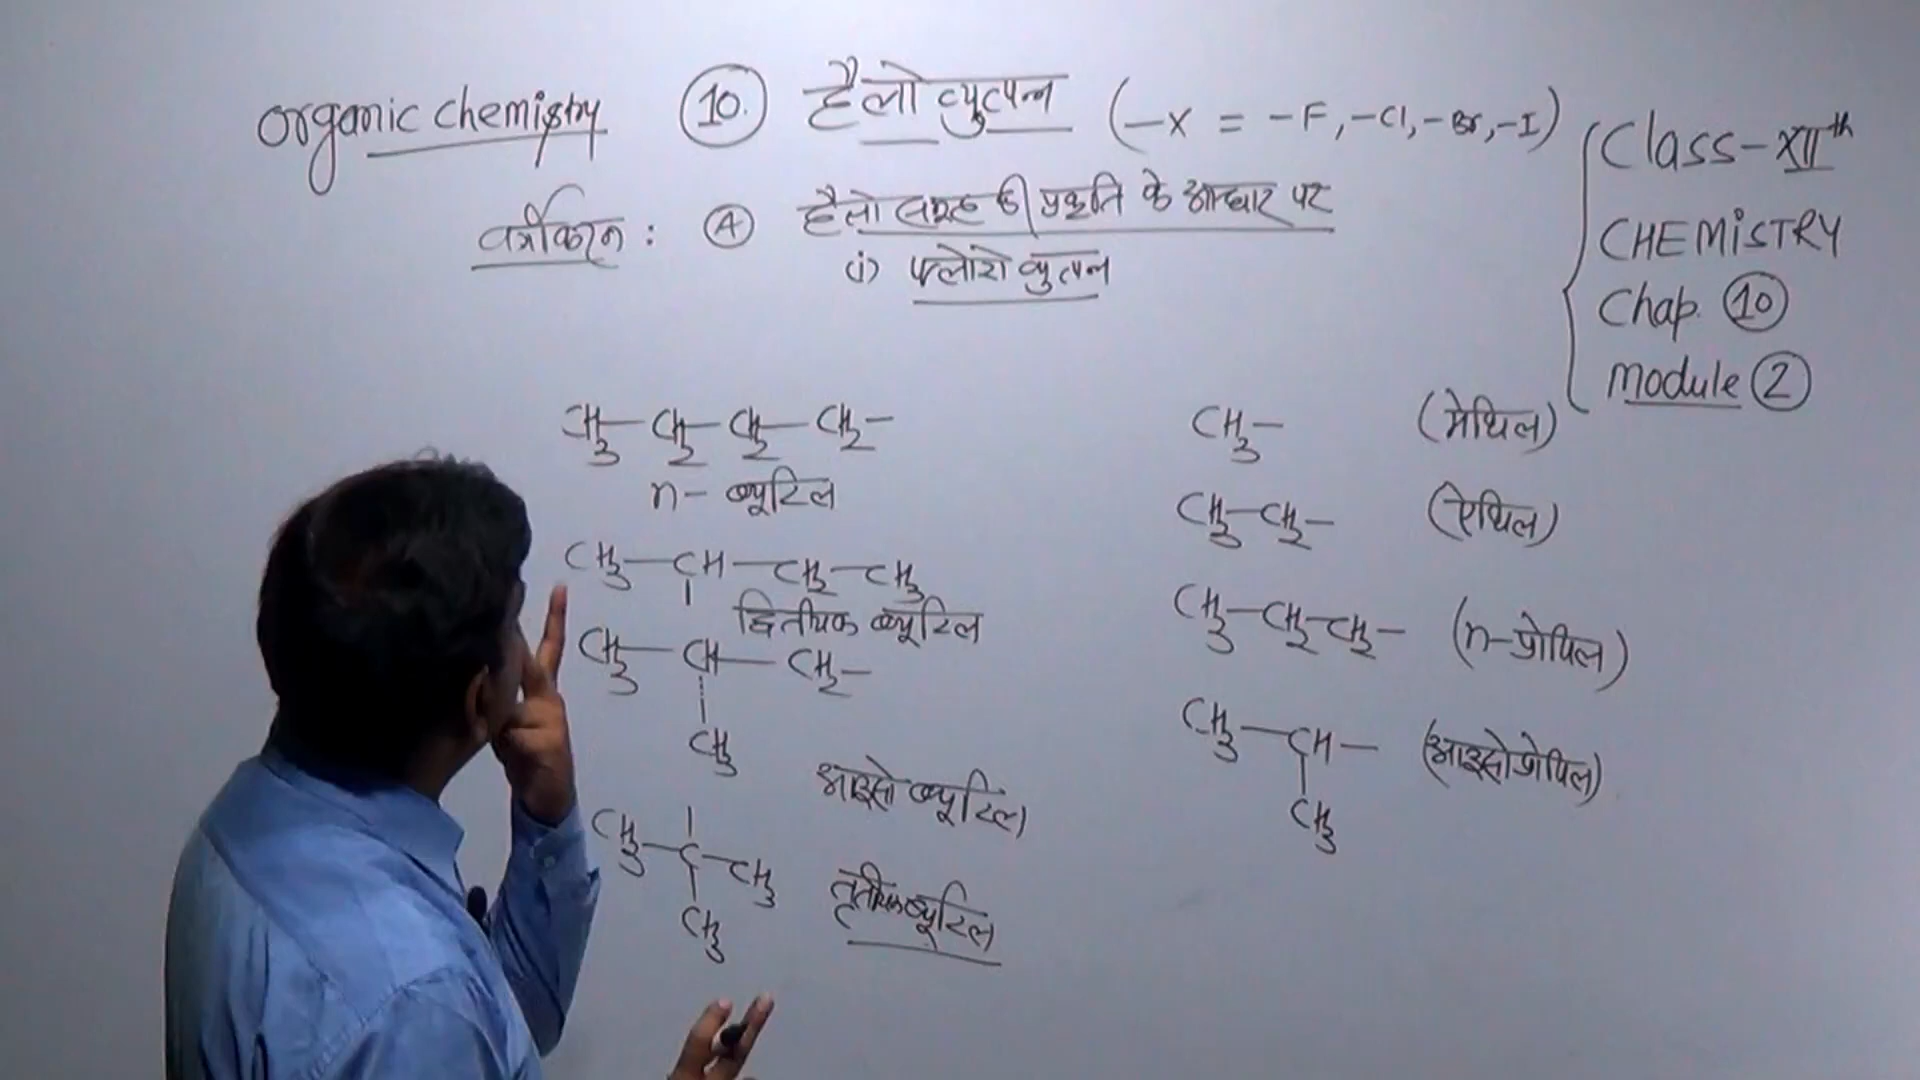 organic chemistry 10. हैलो व्युत्पन्न (-X = -F, -Cl, -Br, -I)
वर्गीकरण : A हैलो समूह की प्रकृति के आधार पर
(i) फ्लोरो व्युत्पन्न
Class-XIIth
CHEMISTRY
Chap. 10
module 2
CH3-CH2-CH2-CH2-
n-ब्यूटिल
CH3-CH-CH2-CH3
द्वितीयक ब्यूटिल
CH3-CH-CH2-
CH3
आइसो ब्यूटिल
CH3-C-CH3
CH3
तृतीयक ब्यूटिल
CH3- (मेथिल)
CH3-CH2- (ऐथिल)
CH3-CH2-CH2- (n-प्रोपिल)
CH3-CH- (आइसोप्रोपिल)
CH3